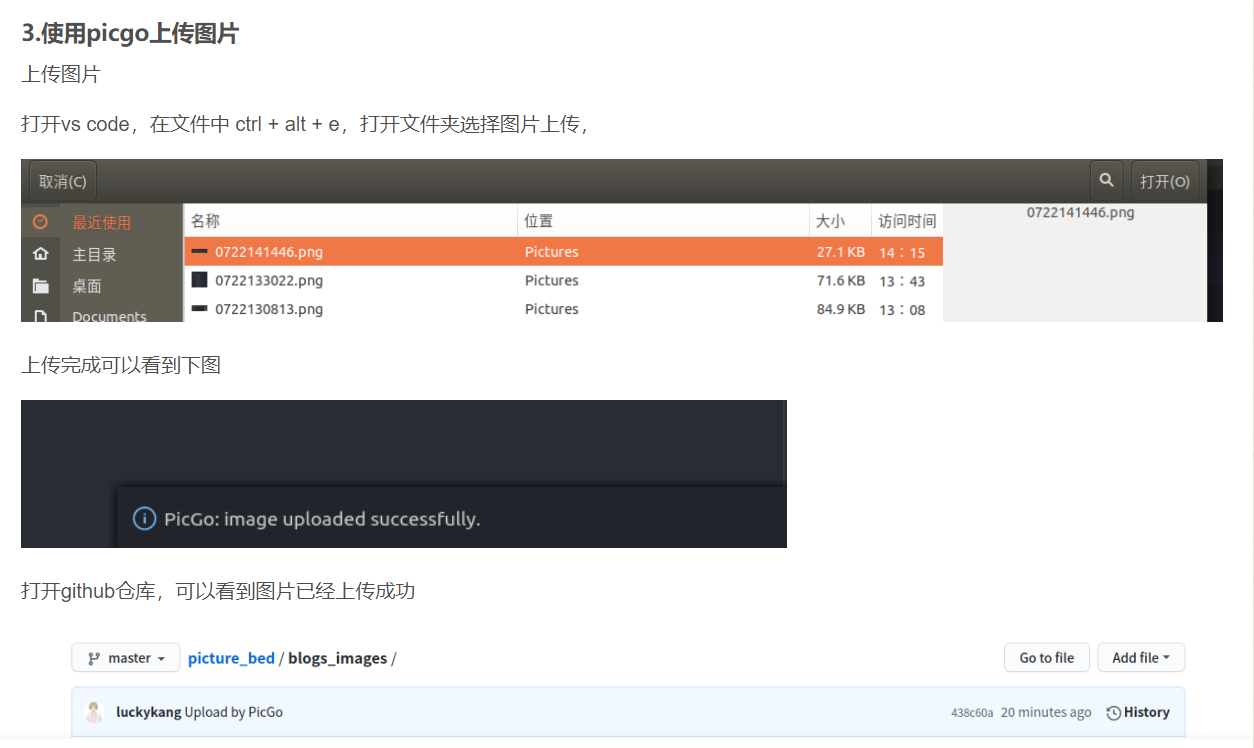 3.使用picgo上传图片
上传图片
打开vs code，在文件中 ctrl + alt + e，打开文件夹选择图片上传，
取消(C) 打开(O)
最近使用 名称 位置 大小 访问时间 0722141446.png
主目录 0722141446.png Pictures 27.1 KB 14：15
桌面 0722133022.png Pictures 71.6 KB 13：43
Documents 0722130813.png Pictures 84.9 KB 13：08
上传完成可以看到下图
PicGo: image uploaded successfully.
打开github仓库，可以看到图片已经上传成功
master picture_bed / blogs_images / Go to file Add file
luckykang Upload by PicGo 438c60a 20 minutes ago History